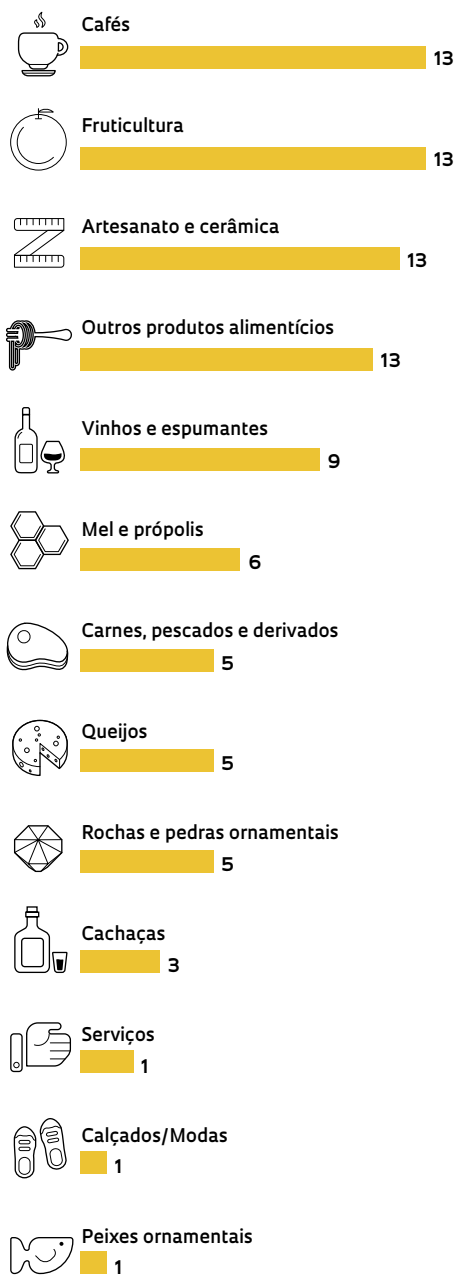 Cafés
13
Fruticultura
13
Artesanato e cerâmica
13
Outros produtos alimentícios
13
Vinhos e espumantes
9
Mel e própolis
6
Carnes, pescados e derivados
5
Queijos
5
Rochas e pedras ornamentais
5
Cachaças
3
Serviços
1
Calçados/Modas
1
Peixes ornamentais
1